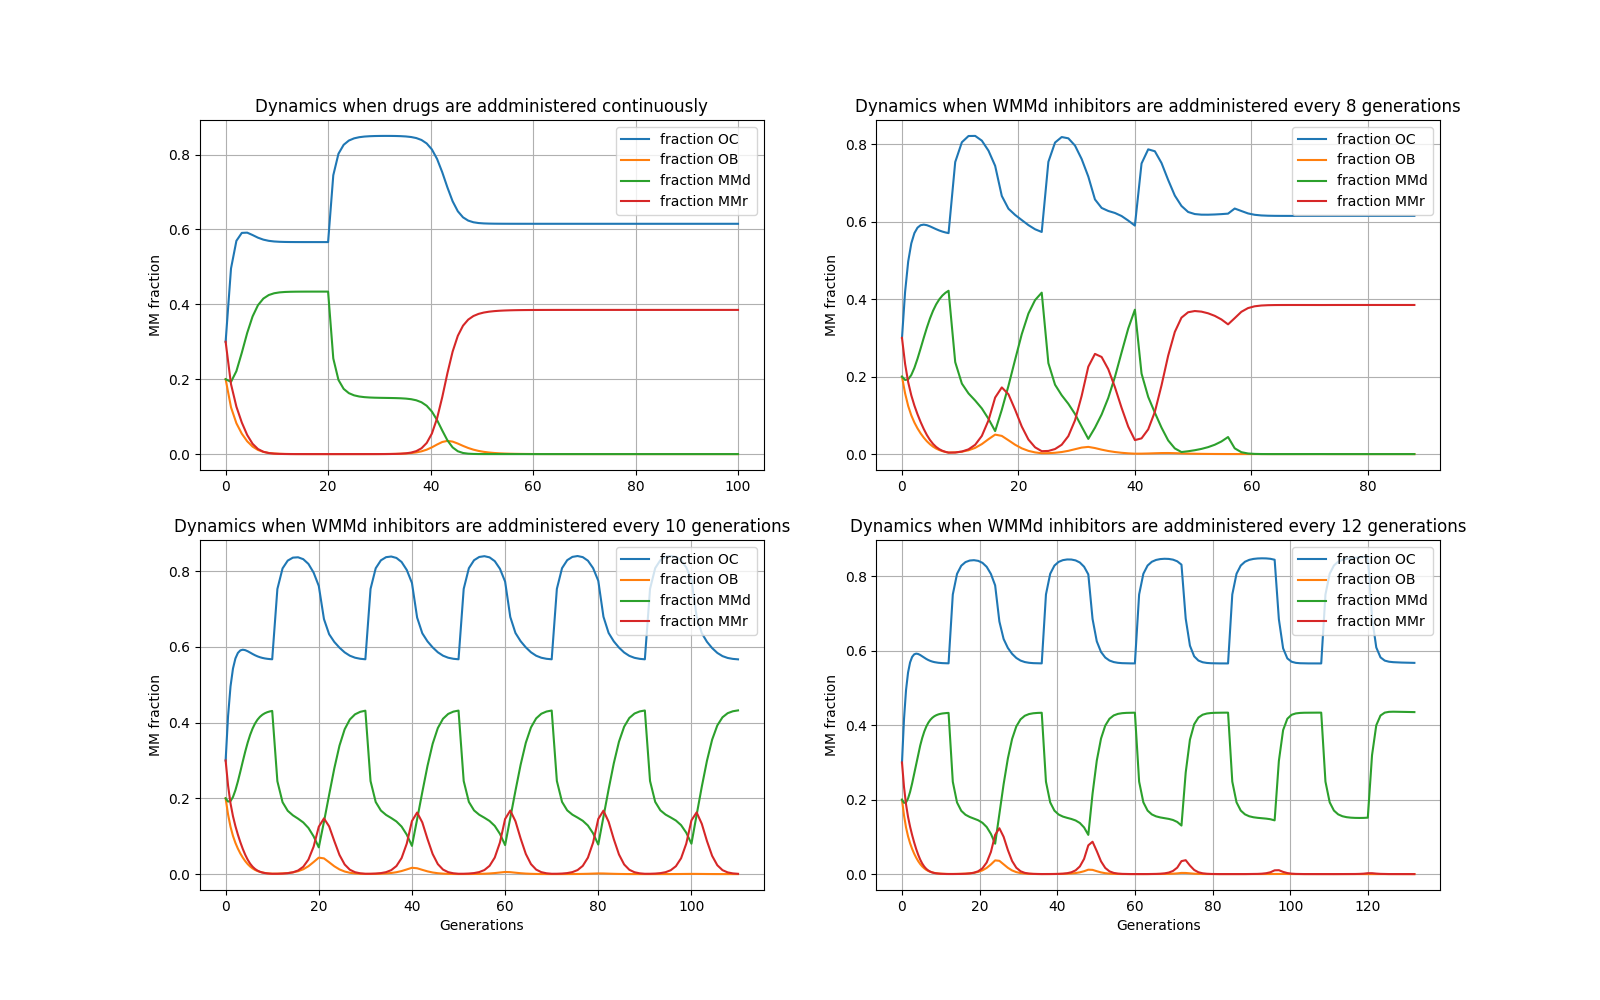 Dynamics when drugs are addministered continuously
MM fraction
0.8
0.6
0.4
0.2
0.0
0 20 40 60 80 100
fraction OC
fraction OB
fraction MMd
fraction MMr
Dynamics when WMMd inhibitors are addministered every 8 generations
MM fraction
0.8
0.6
0.4
0.2
0.0
0 20 40 60 80
fraction OC
fraction OB
fraction MMd
fraction MMr
Dynamics when WMMd inhibitors are addministered every 10 generations
MM fraction
0.8
0.6
0.4
0.2
0.0
0 20 40 60 80 100
Generations
fraction OC
fraction OB
fraction MMd
fraction MMr
Dynamics when WMMd inhibitors are addministered every 12 generations
MM fraction
0.8
0.6
0.4
0.2
0.0
0 20 40 60 80 100 120
Generations
fraction OC
fraction OB
fraction MMd
fraction MMr